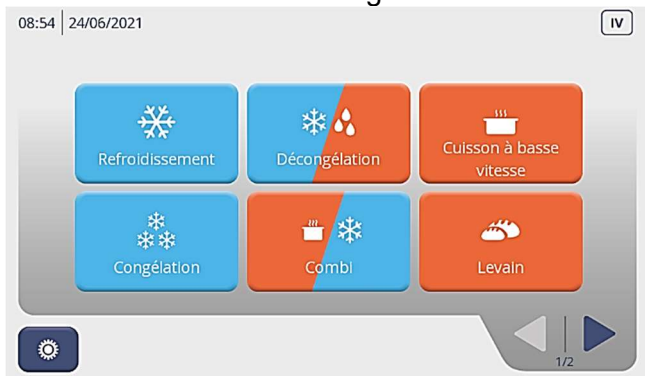 08:54 24/06/2021
IV
Refroidissement
Décongélation
Cuisson à basse
vitesse
Congélation
Combi
Levain
1/2